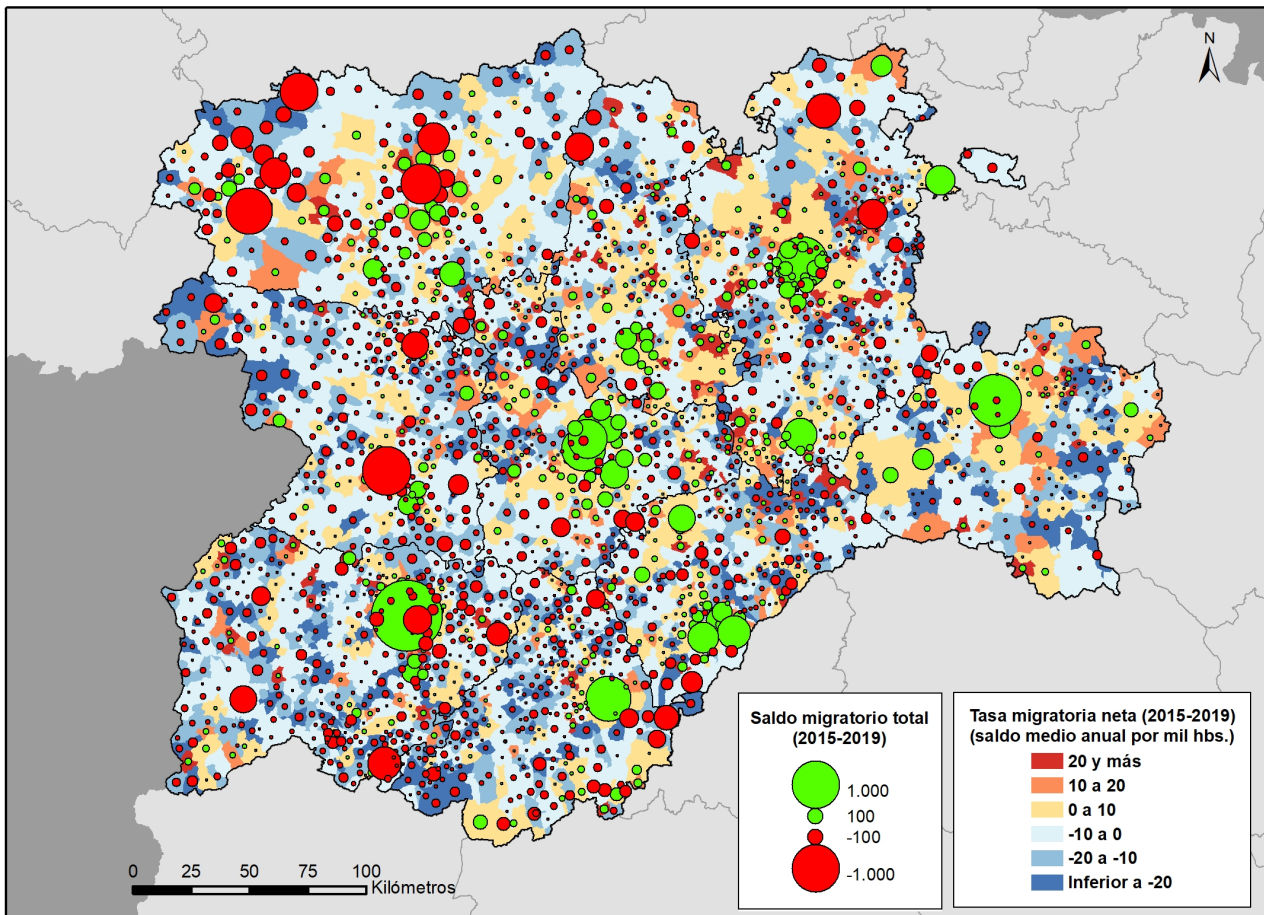 N
Saldo migratorio total
(2015-2019)
1.000
100
-100
-1.000
Tasa migratoria neta (2015-2019)
(saldo medio anual por mil hbs.)
20 y más
10 a 20
0 a 10
-10 a 0
-20 a -10
Inferior a -20
0 25 50 75 100
Kilómetros